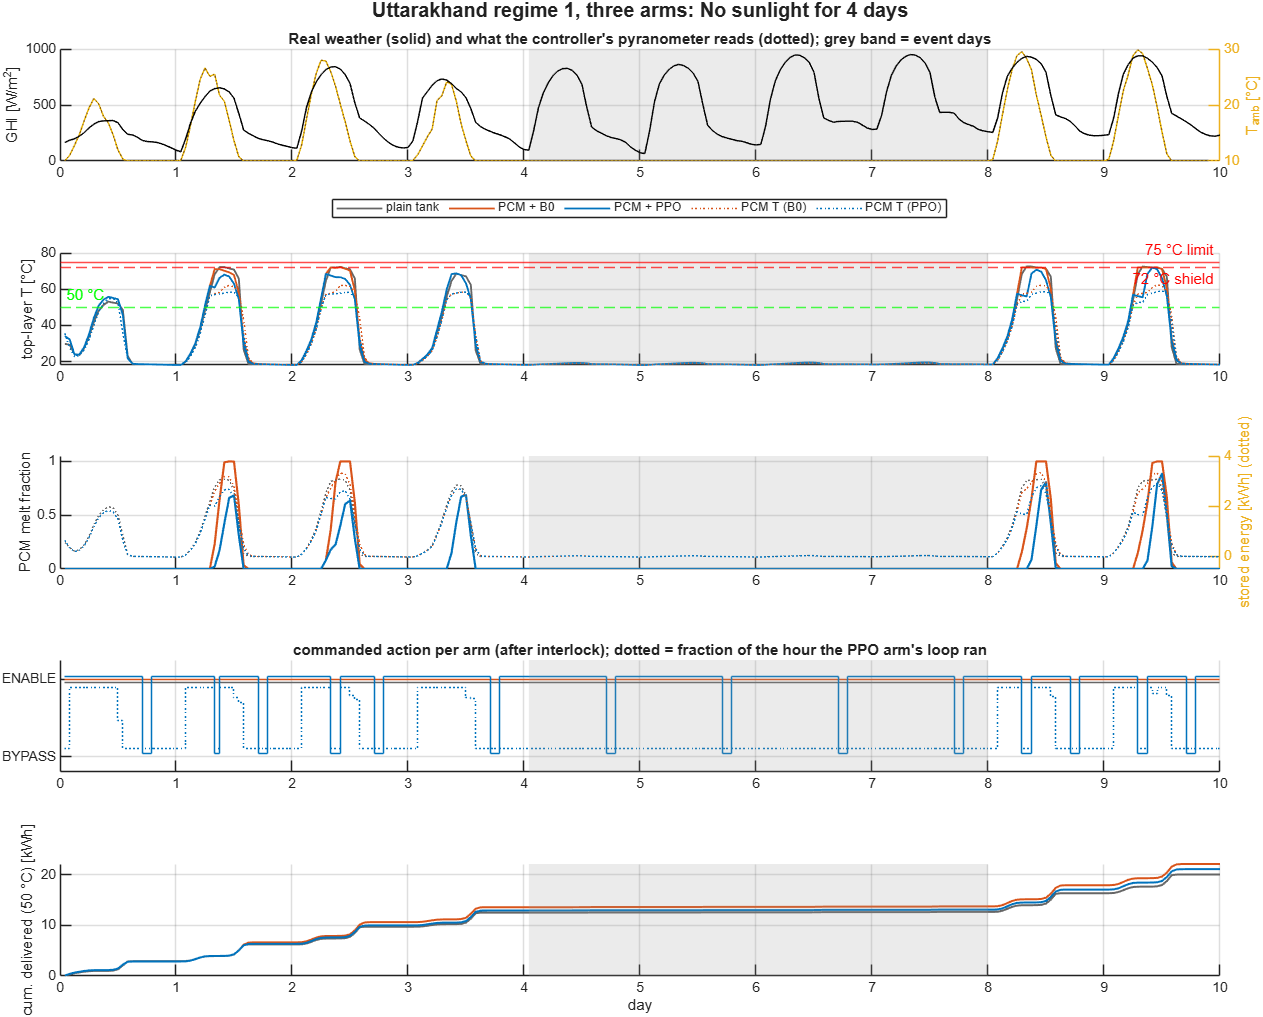 Uttarakhand regime 1, three arms: No sunlight for 4 days
Real weather (solid) and what the controller's pyranometer reads (dotted); grey band = event days
GHI [W/m²]
1000
500
0
30
20
10
T_amb [°C]
0 1 2 3 4 5 6 7 8 9 10
plain tank PCM + B0 PCM + PPO PCM T (B0) PCM T (PPO)
top-layer T [°C]
80
60
40
20
75 °C limit
72 °C shield
50 °C
0 1 2 3 4 5 6 7 8 9 10
PCM melt fraction
1
0.5
0
4
2
0
stored energy [kWh] (dotted)
0 1 2 3 4 5 6 7 8 9 10
commanded action per arm (after interlock); dotted = fraction of the hour the PPO arm's loop ran
ENABLE
BYPASS
0 1 2 3 4 5 6 7 8 9 10
cum. delivered (50 °C) [kWh]
20
10
0
0 1 2 3 4 5 6 7 8 9 10
day